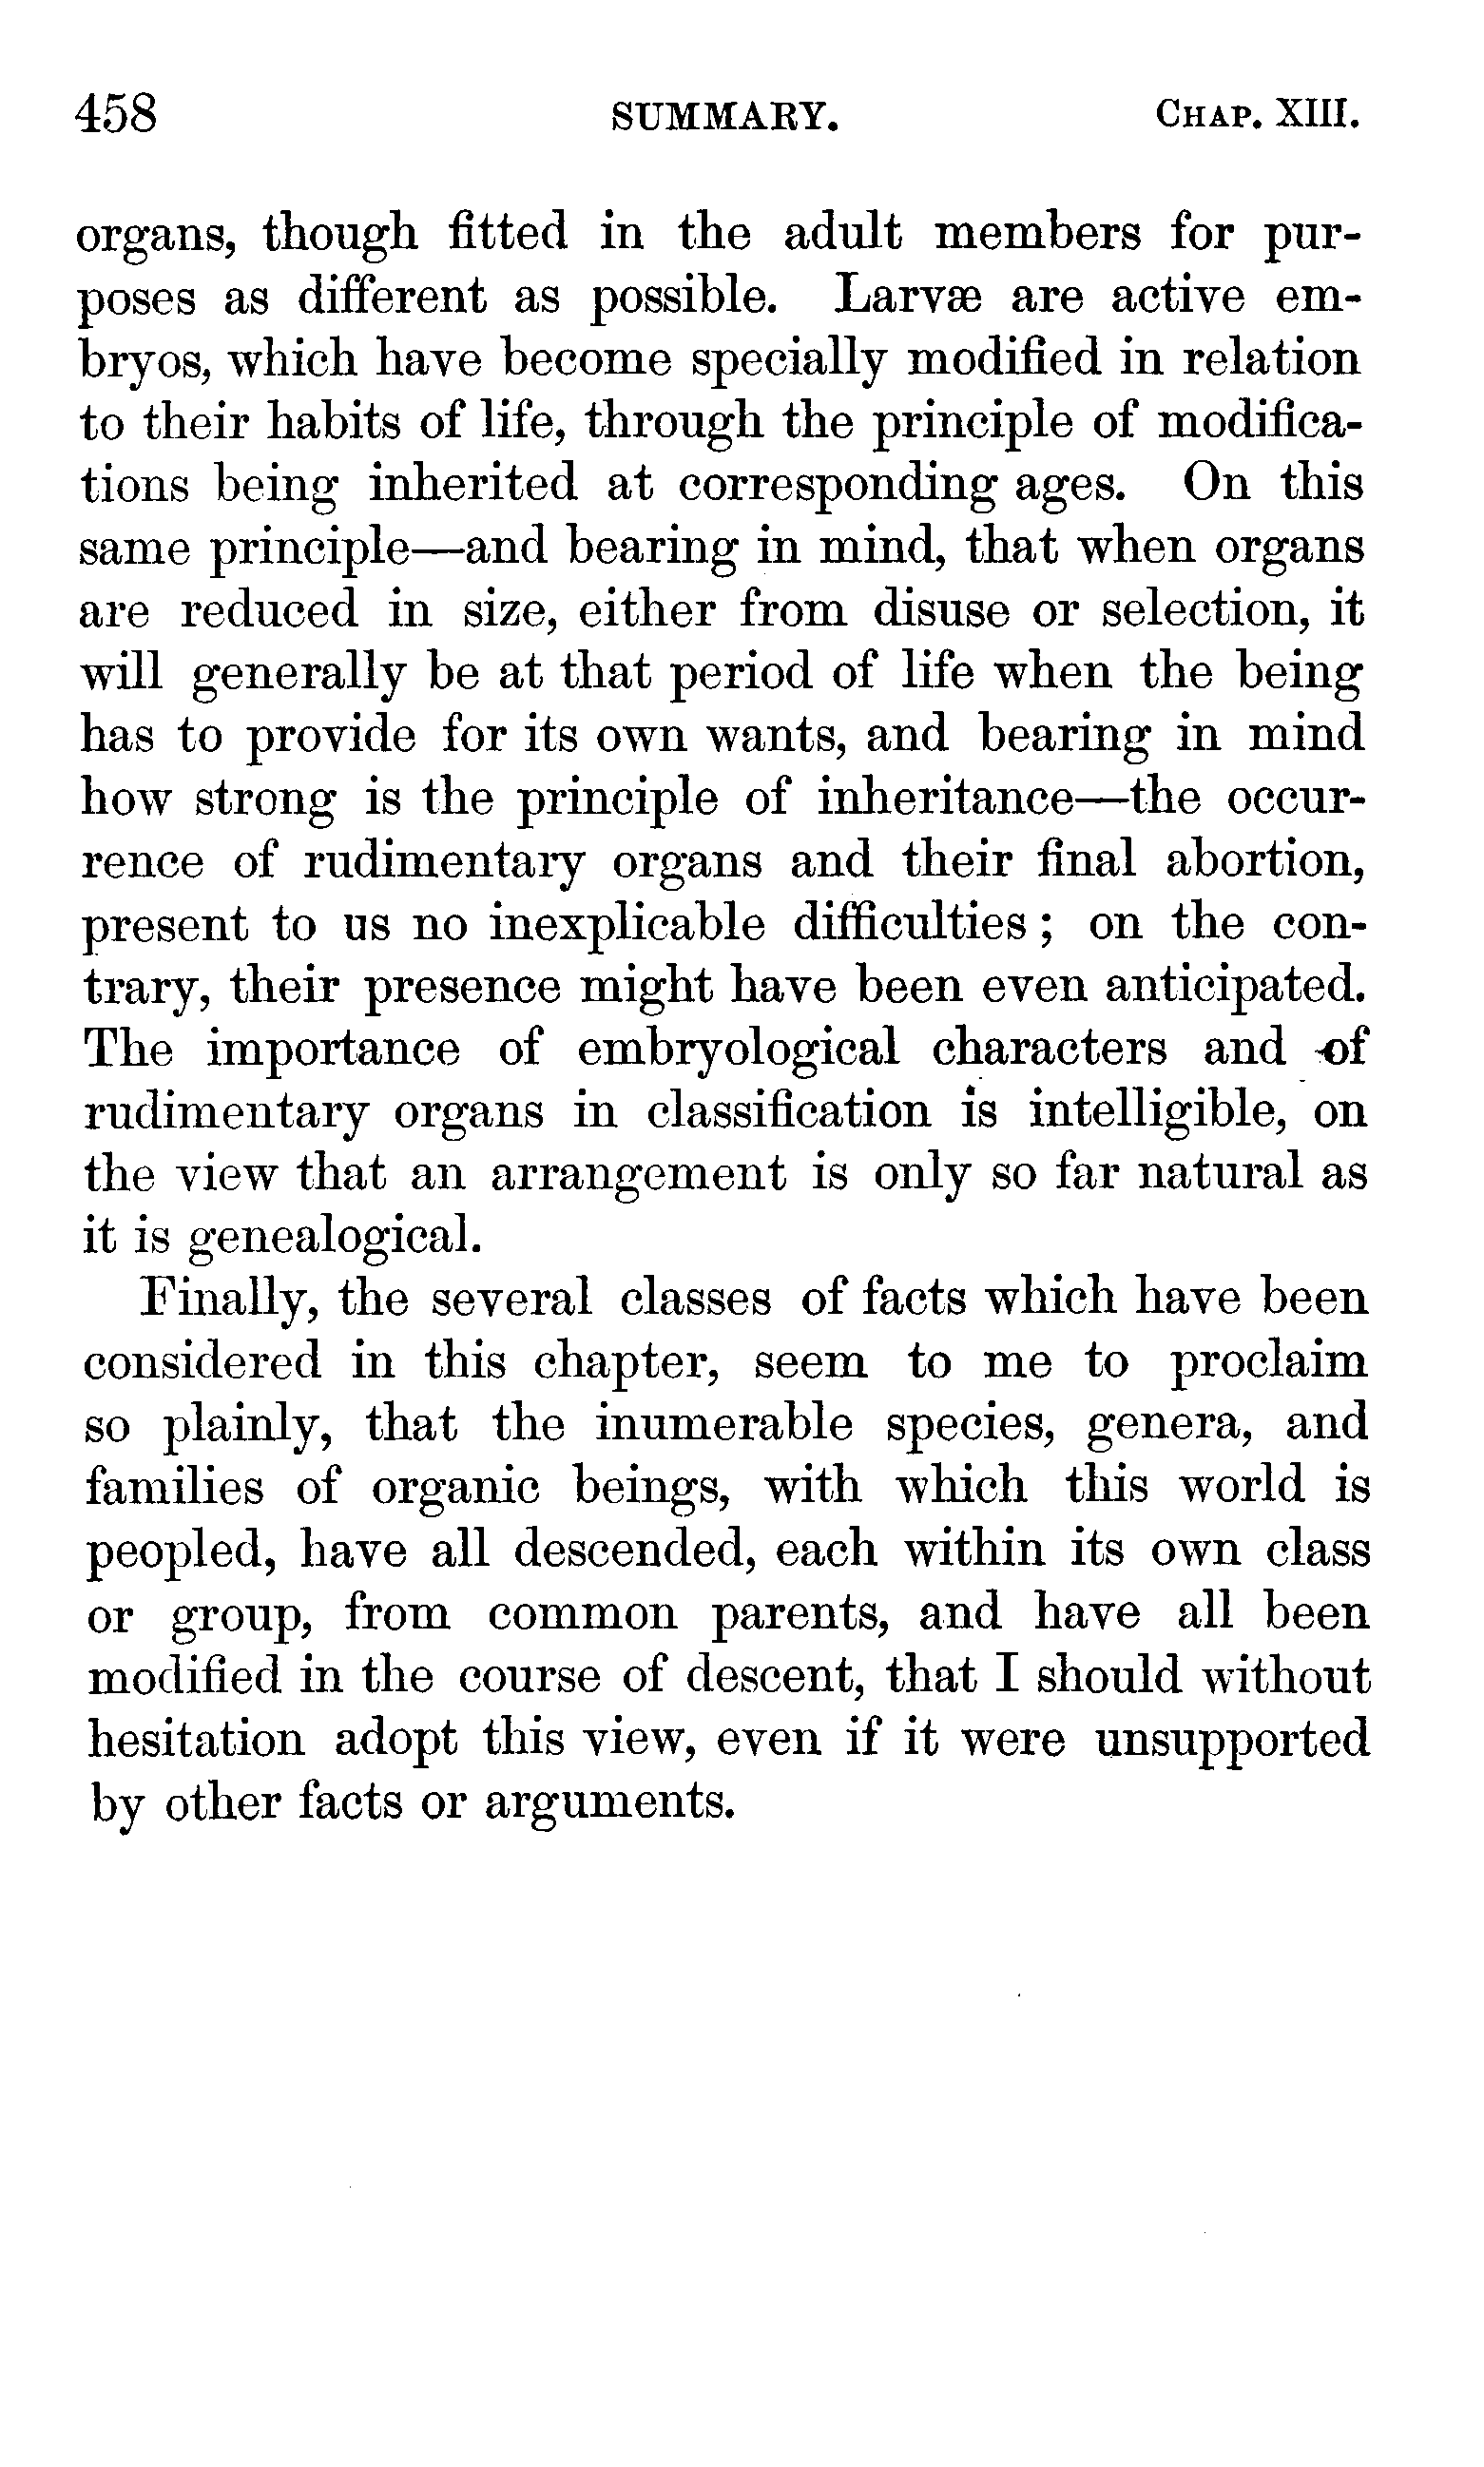 458 SUMMARY. CHAP. XIII.
organs, though fitted in the adult members for pur-
poses as different as possible. Larvæ are active em-
bryos, which have become specially modified in relation
to their habits of life, through the principle of modifica-
tions being inherited at corresponding ages. On this
same principle—and bearing in mind, that when organs
are reduced in size, either from disuse or selection, it
will generally be at that period of life when the being
has to provide for its own wants, and bearing in mind
how strong is the principle of inheritance—the occur-
rence of rudimentary organs and their final abortion,
present to us no inexplicable difficulties; on the con-
trary, their presence might have been even anticipated.
The importance of embryological characters and of
rudimentary organs in classification is intelligible, on
the view that an arrangement is only so far natural as
it is genealogical.
Finally, the several classes of facts which have been
considered in this chapter, seem to me to proclaim
so plainly, that the inumerable species, genera, and
families of organic beings, with which this world is
peopled, have all descended, each within its own class
or group, from common parents, and have all been
modified in the course of descent, that I should without
hesitation adopt this view, even if it were unsupported
by other facts or arguments.